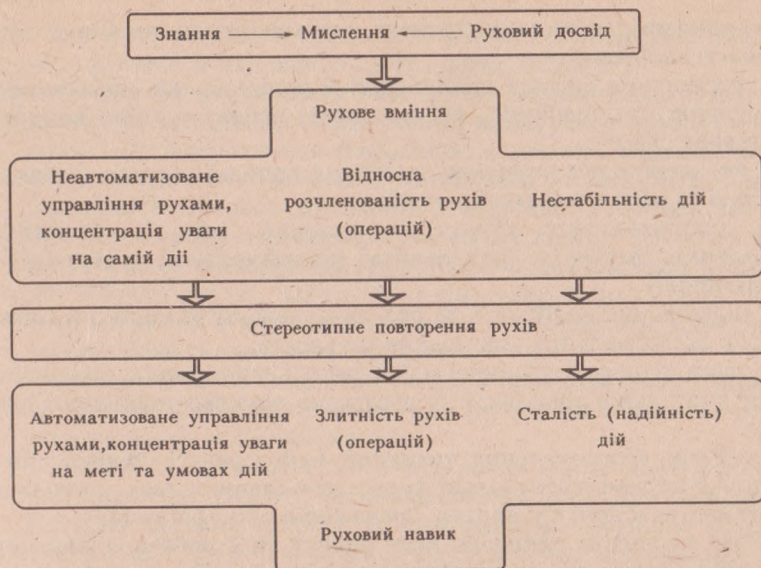 Знання Мислення Руховий досвід
Рухове вміння
Неавтоматизоване
управління рухами,
концентрація уваги
на самій діі
Відносна
розчленованість рухів
(операцій)
Нестабільність дій
Стереотипне повторення рухів
Автоматизоване управління
рухами,концентрація уваги
на меті та умовах дій
Злитність рухів
(операцій)
Сталість (надійність)
дій
Руховий навик